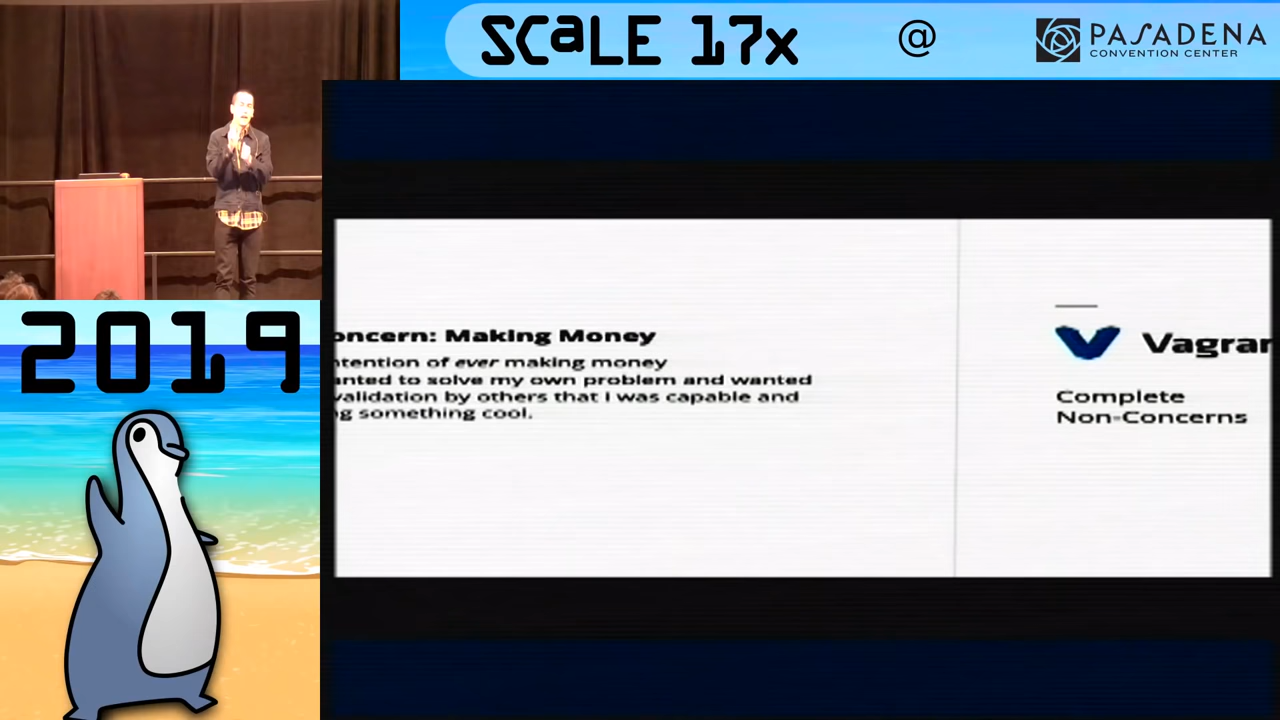 SCaLE 17x
@
PASADENA
CONVENTION CENTER
2019
oncern: Making Money
ntention of ever making money
anted to solve my own problem and wanted
validation by others that I was capable and
g something cool.
Vagran
Complete
Non-Concerns